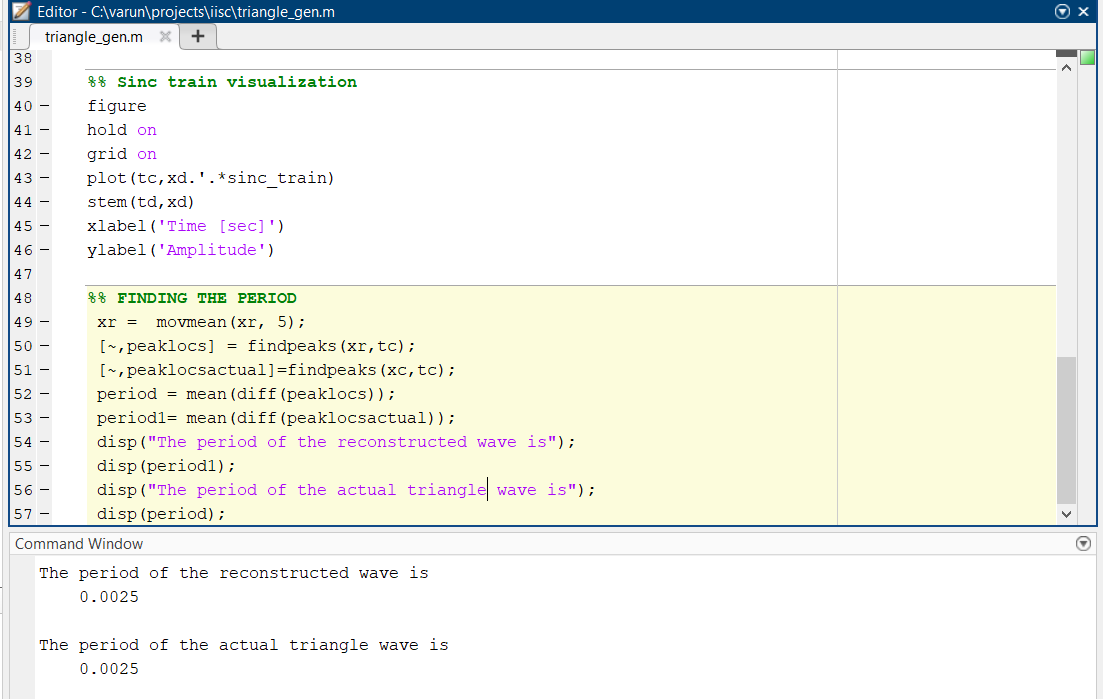 Editor - C:\varun\projects\iisc\triangle_gen.m
triangle_gen.m
38
39 %% Sinc train visualization
40 – figure
41 – hold on
42 – grid on
43 – plot(tc,xd.'.*sinc_train)
44 – stem(td,xd)
45 – xlabel('Time [sec]')
46 – ylabel('Amplitude')
47
48 %% FINDING THE PERIOD
49 – xr =  movmean(xr, 5);
50 – [~,peaklocs] = findpeaks(xr,tc);
51 – [~,peaklocsactual]=findpeaks(xc,tc);
52 – period = mean(diff(peaklocs));
53 – period1= mean(diff(peaklocsactual));
54 – disp("The period of the reconstructed wave is");
55 – disp(period1);
56 – disp("The period of the actual triangle wave is");
57 – disp(period);
Command Window
The period of the reconstructed wave is
0.0025
The period of the actual triangle wave is
0.0025